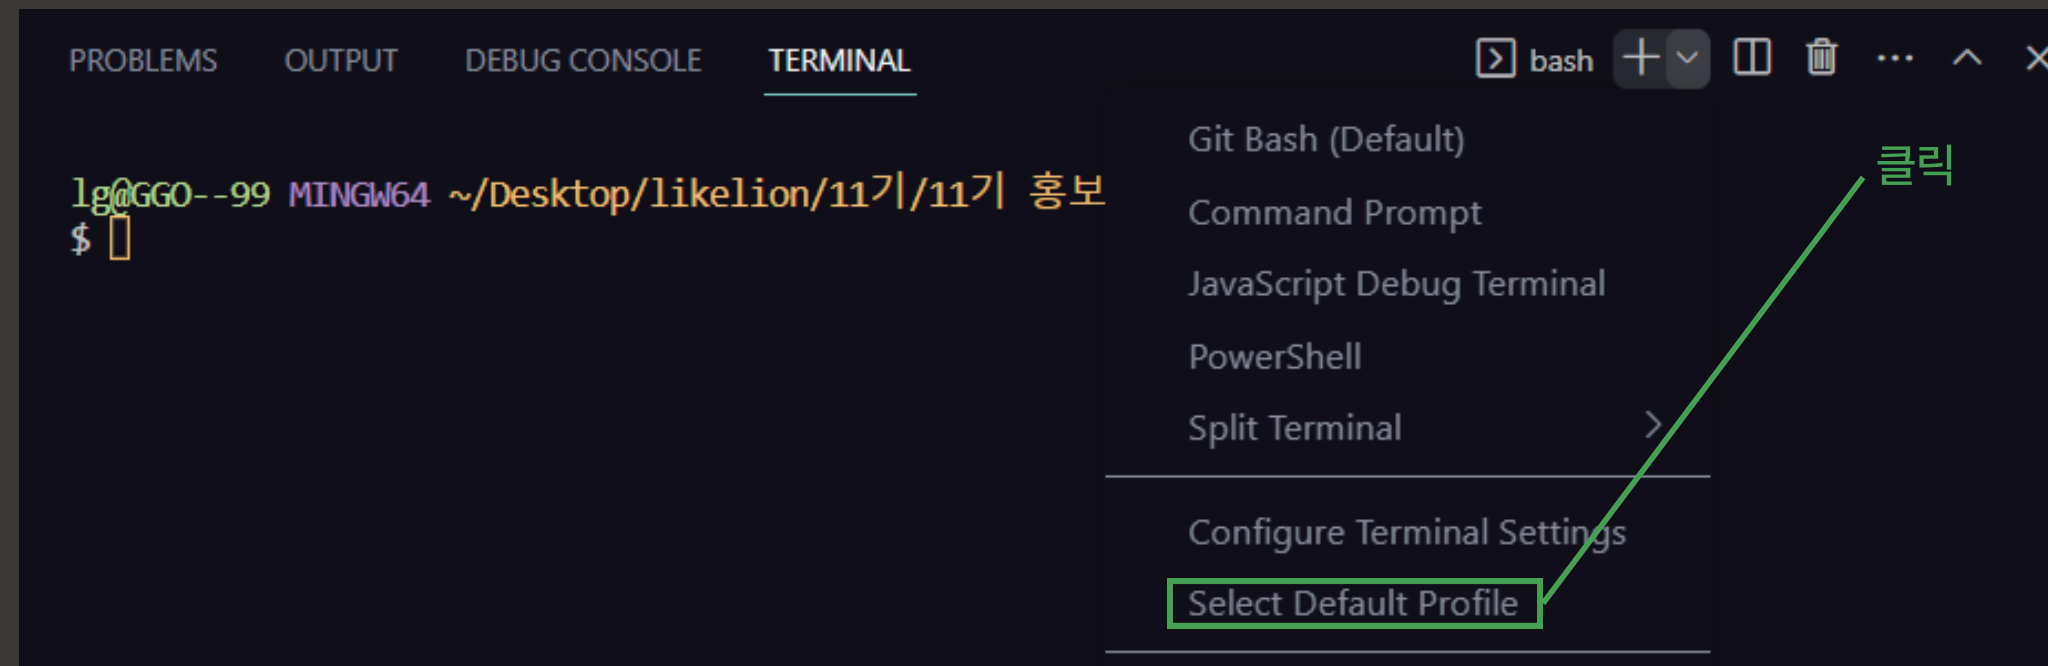 PROBLEMS OUTPUT DEBUG CONSOLE TERMINAL bash
lg@GGO--99 MINGW64 ~/Desktop/likelion/11기/11기 홍보
$
Git Bash (Default)
Command Prompt
JavaScript Debug Terminal
PowerShell
Split Terminal
Configure Terminal Settings
Select Default Profile
클릭